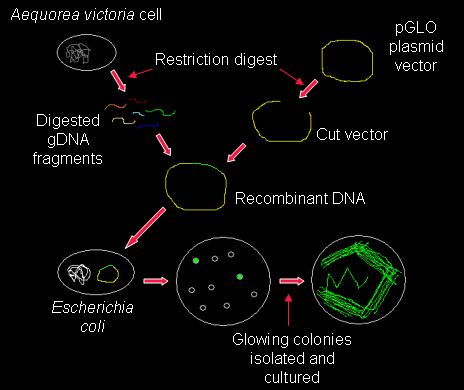 Aequorea victoria cell
pGLO
plasmid
vector
Restriction digest
Digested
gDNA
fragments
Cut vector
Recombinant DNA
Escherichia
coli
Glowing colonies
isolated and
cultured